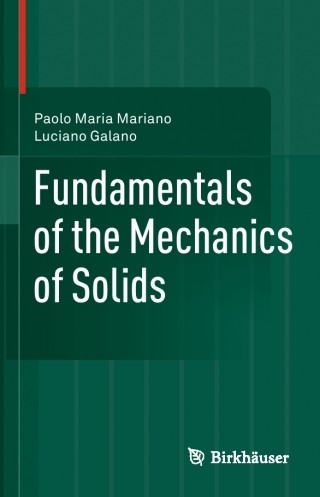 Paolo Maria Mariano
Luciano Galano
Fundamentals
of the Mechanics
of Solids
Birkhäuser